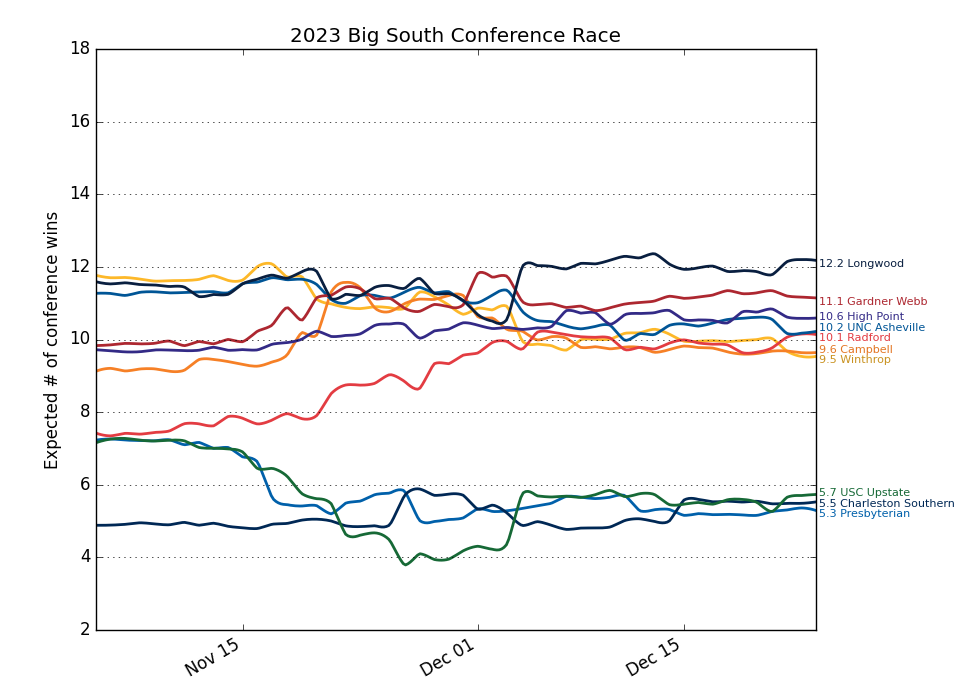 2023 Big South Conference Race
Expected # of conference wins
18
16
14
12
10
8
6
4
2
Nov 15
Dec 01
Dec 15
12.2 Longwood
11.1 Gardner Webb
10.6 High Point
10.2 UNC Asheville
10.1 Radford
9.6 Campbell
9.5 Winthrop
5.7 USC Upstate
5.5 Charleston Southern
5.3 Presbyterian